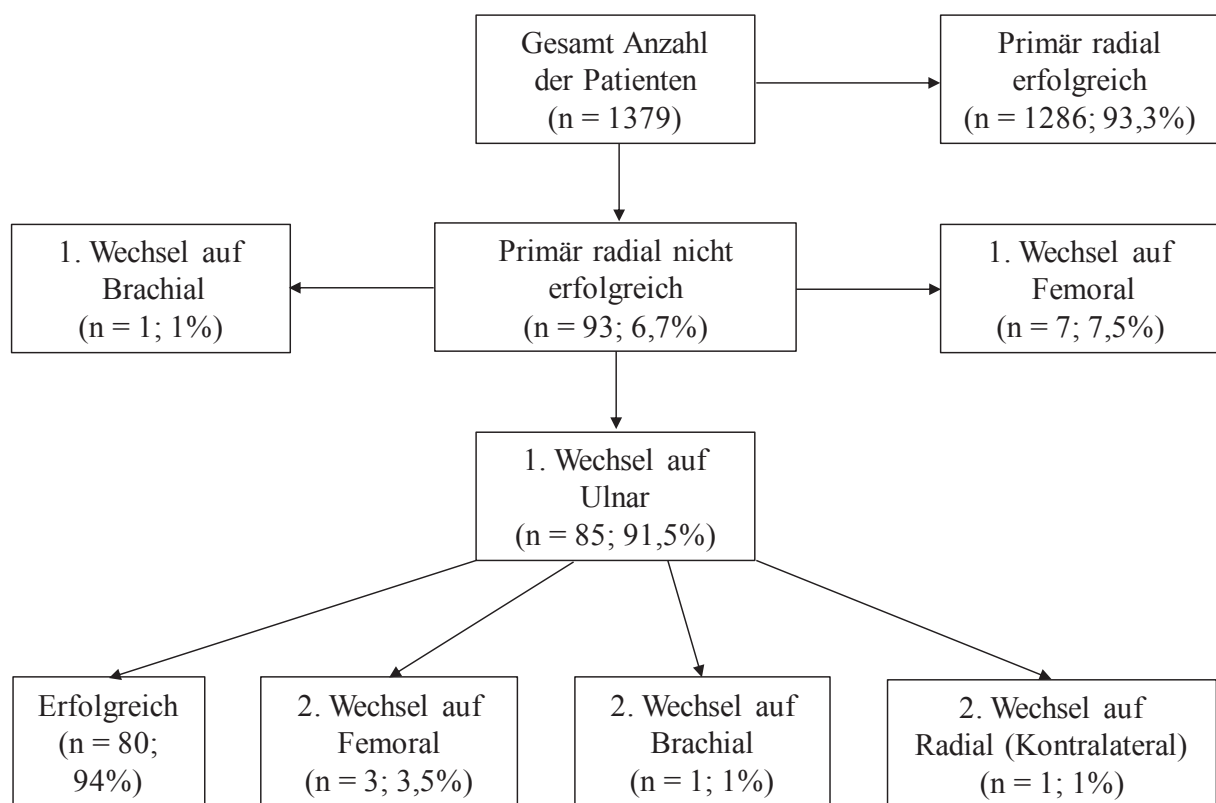 Gesamt Anzahl
der Patienten
(n = 1379)
Primär radial
erfolgreich
(n = 1286; 93,3%)
1. Wechsel auf
Brachial
(n = 1; 1%)
Primär radial nicht
erfolgreich
(n = 93; 6,7%)
1. Wechsel auf
Femoral
(n = 7; 7,5%)
1. Wechsel auf
Ulnar
(n = 85; 91,5%)
Erfolgreich
(n = 80;
94%)
2. Wechsel auf
Femoral
(n = 3; 3,5%)
2. Wechsel auf
Brachial
(n = 1; 1%)
2. Wechsel auf
Radial (Kontralateral)
(n = 1; 1%)